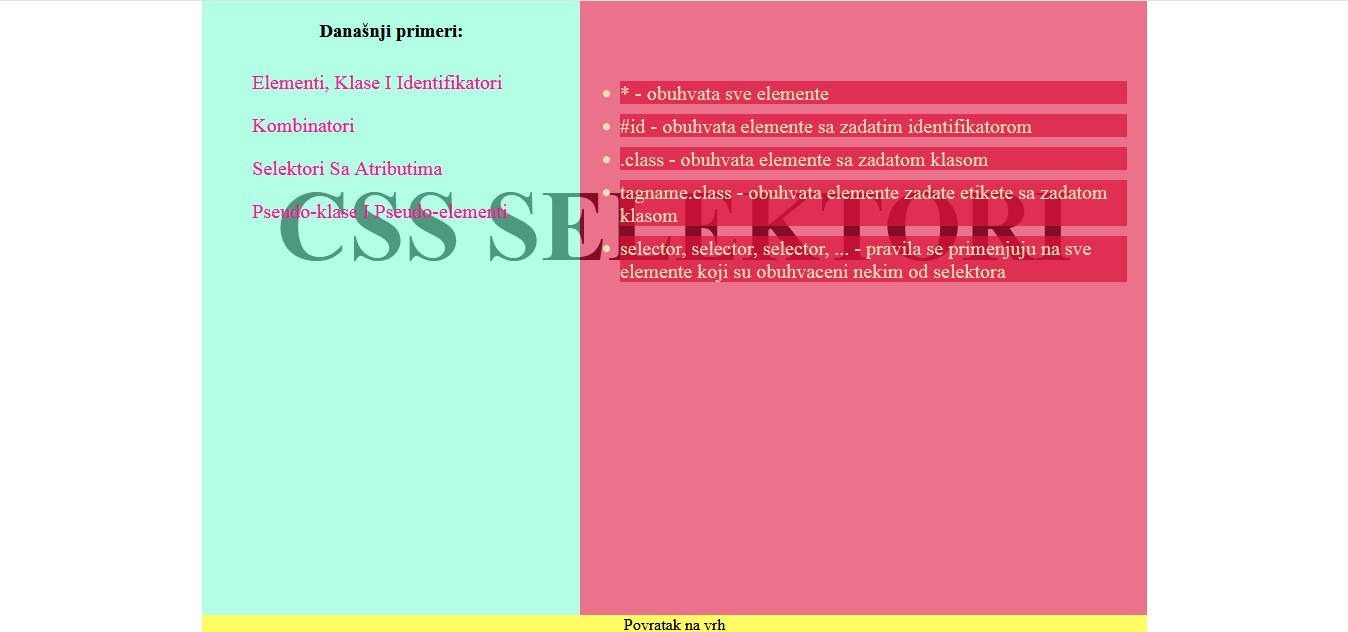 Današnji primeri:
Elementi, Klase I Identifikatori
Kombinatori
Selektori Sa Atributima
Pseudo-klase I Pseudo-elementi
CSS SELEKTORI
* - obuhvata sve elemente
#id - obuhvata elemente sa zadatim identifikatorom
.class - obuhvata elemente sa zadatom klasom
tagname.class - obuhvata elemente zadate etikete sa zadatom
klasom
selector, selector, selector, ... - pravila se primenjuju na sve
elemente koji su obuhvaceni nekim od selektora
Povratak na vrh